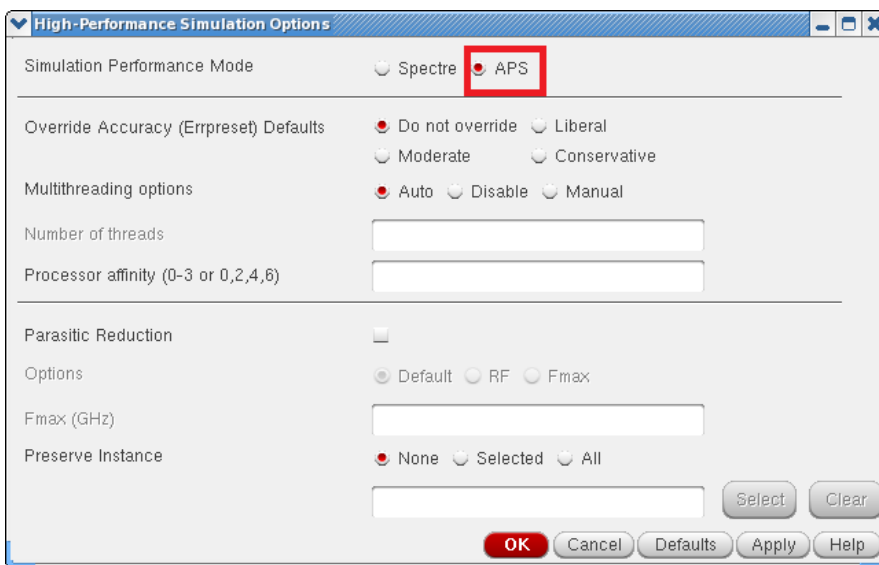 High-Performance Simulation Options
Simulation Performance Mode Spectre APS
Override Accuracy (Errpreset) Defaults Do not override Liberal
Moderate Conservative
Multithreading options Auto Disable Manual
Number of threads
Processor affinity (0-3 or 0,2,4,6)
Parasitic Reduction
Options Default RF Fmax
Fmax (GHz)
Preserve Instance None Selected All
Select Clear
OK Cancel Defaults Apply Help